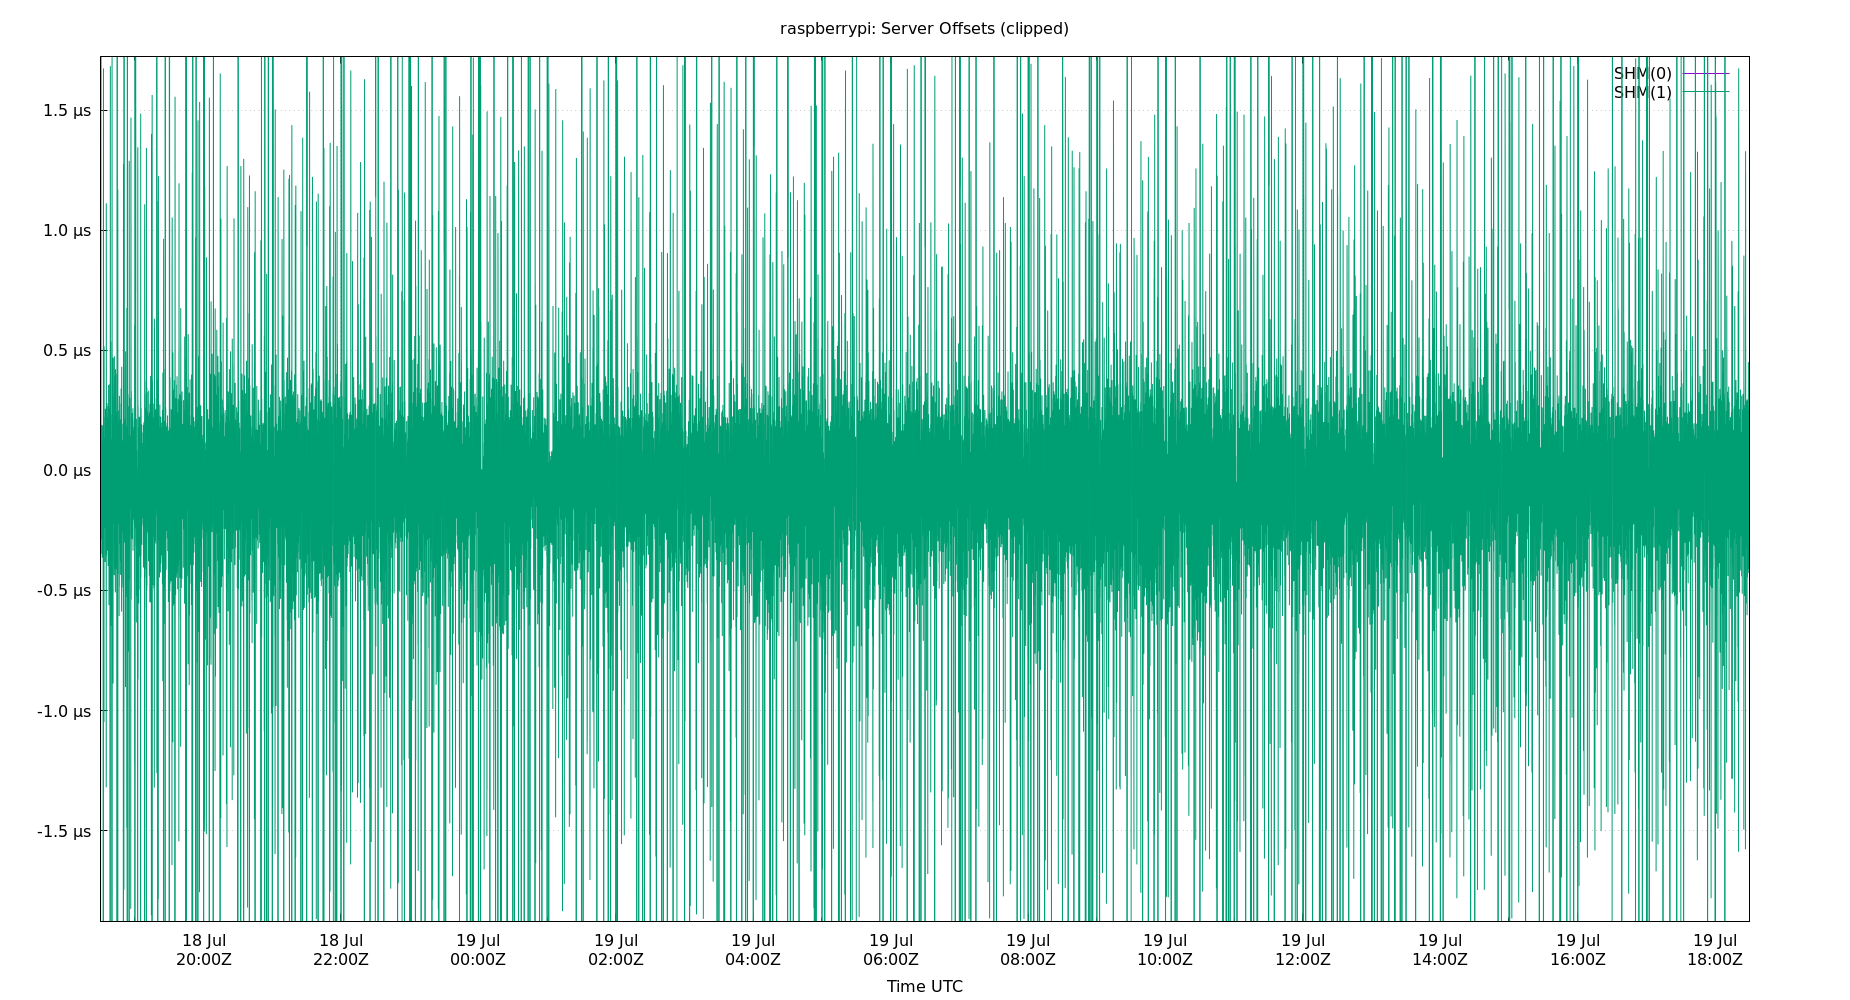 raspberrypi: Server Offsets (clipped)
SHM(0)
SHM(1)
1.5 μs
1.0 μs
0.5 μs
0.0 μs
-0.5 μs
-1.0 μs
-1.5 μs
18 Jul 18 Jul 19 Jul 19 Jul 19 Jul 19 Jul 19 Jul 19 Jul 19 Jul 19 Jul 19 Jul 19 Jul
20:00Z 22:00Z 00:00Z 02:00Z 04:00Z 06:00Z 08:00Z 10:00Z 12:00Z 14:00Z 16:00Z 18:00Z
Time UTC